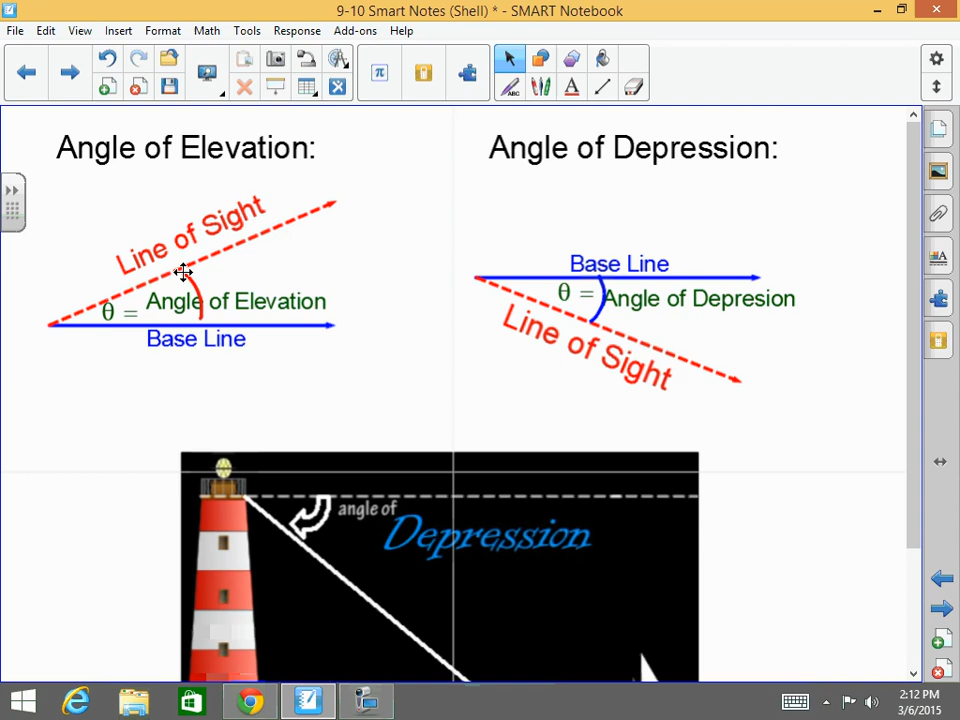 9-10 Smart Notes (Shell) * - SMART Notebook
File Edit View Insert Format Math Tools Response Add-ons Help
π
ABC
A
Angle of Elevation:
Angle of Depression:
Line of Sight
θ = Angle of Elevation
Base Line
Base Line
θ = Angle of Depresion
Line of Sight
angle of
Depression
2:12 PM
3/6/2015